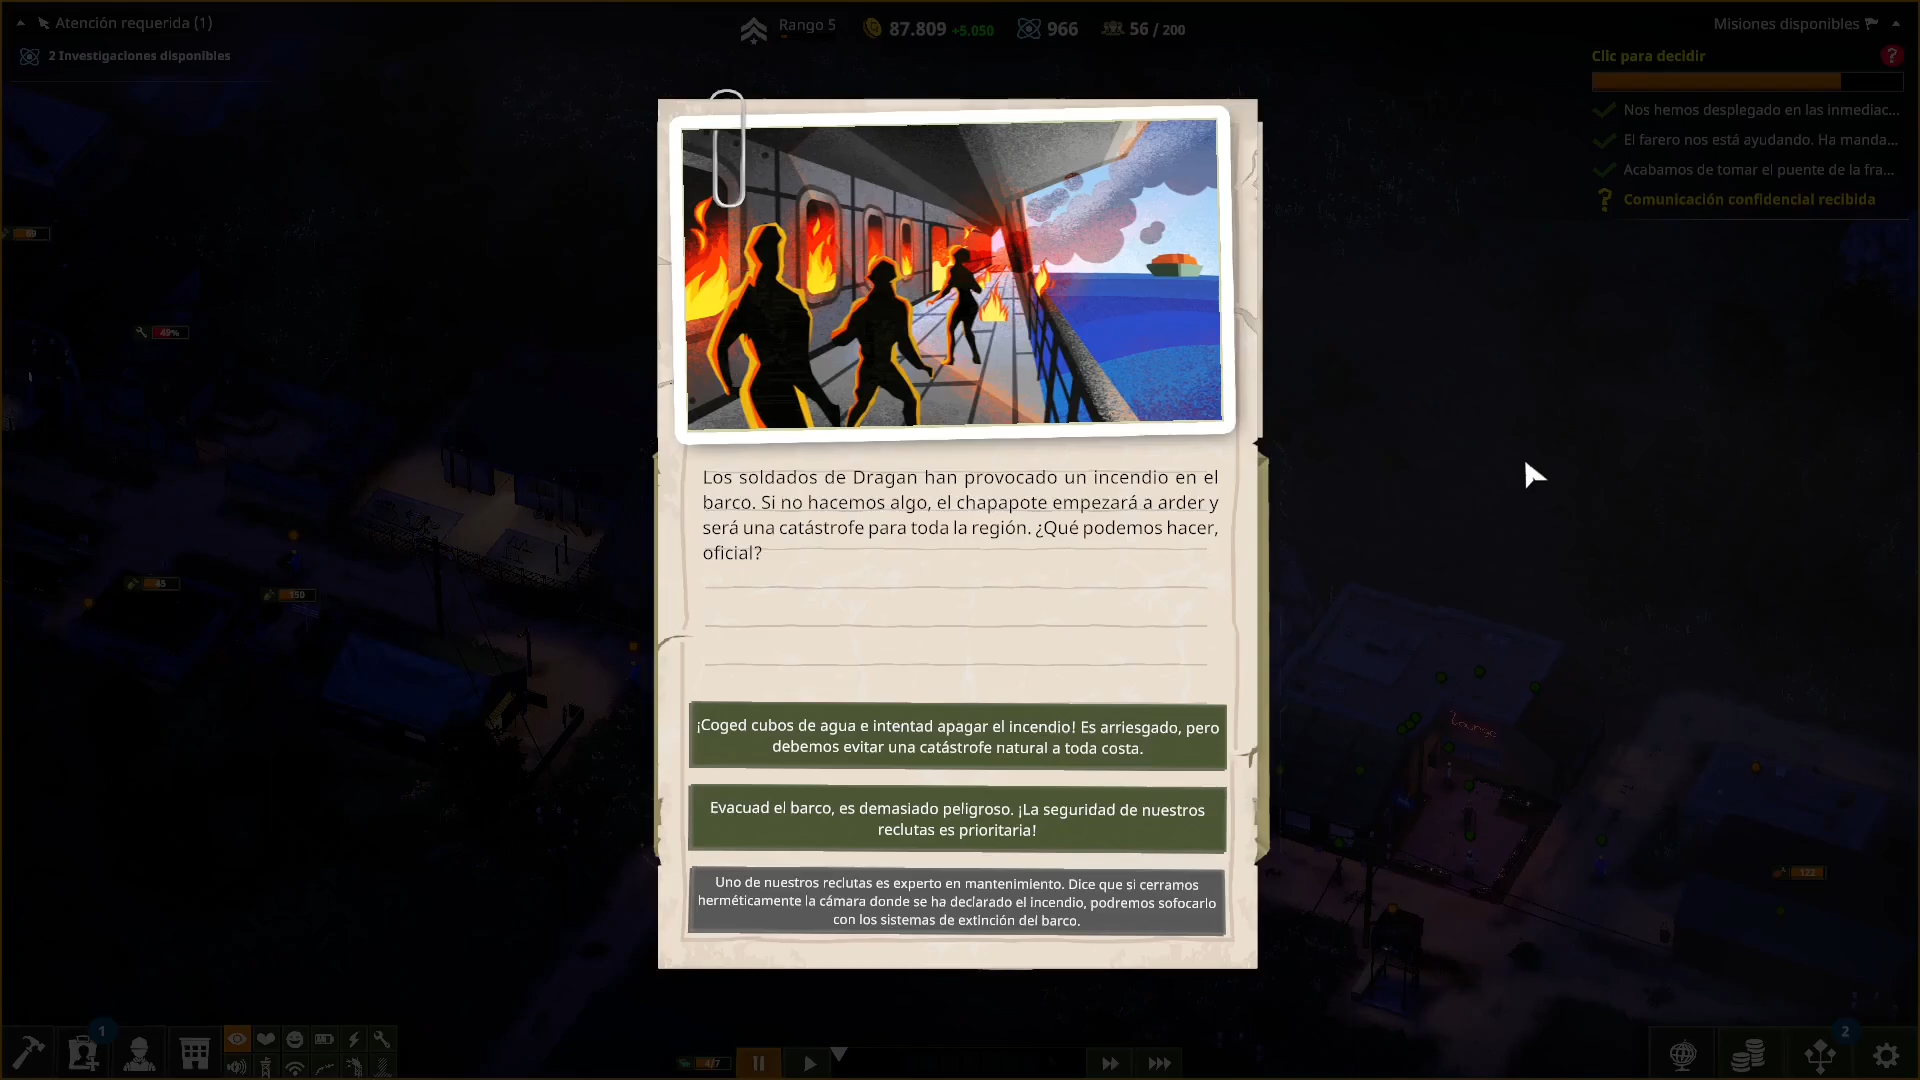 Atención requerida (1)
2 Investigaciones disponibles
Rango 5
87.809 +5.050
966
56 / 200
Misiones disponibles
Clic para decidir
?
Nos hemos desplegado en las inmediac...
El farero nos está ayudando. Ha manda...
Acabamos de tomar el puente de la fra...
? Comunicación confidencial recibida
49%
45
150
122
Los soldados de Dragan han provocado un incendio en el
barco. Si no hacemos algo, el chapapote empezará a arder y
será una catástrofe para toda la región. ¿Qué podemos hacer,
oficial?
¡Coged cubos de agua e intentad apagar el incendio! Es arriesgado, pero
debemos evitar una catástrofe natural a toda costa.
Evacuad el barco, es demasiado peligroso. ¡La seguridad de nuestros
reclutas es prioritaria!
Uno de nuestros reclutas es experto en mantenimiento. Dice que si cerramos
herméticamente la cámara donde se ha declarado el incendio, podremos sofocarlo
con los sistemas de extinción del barco.
1
2